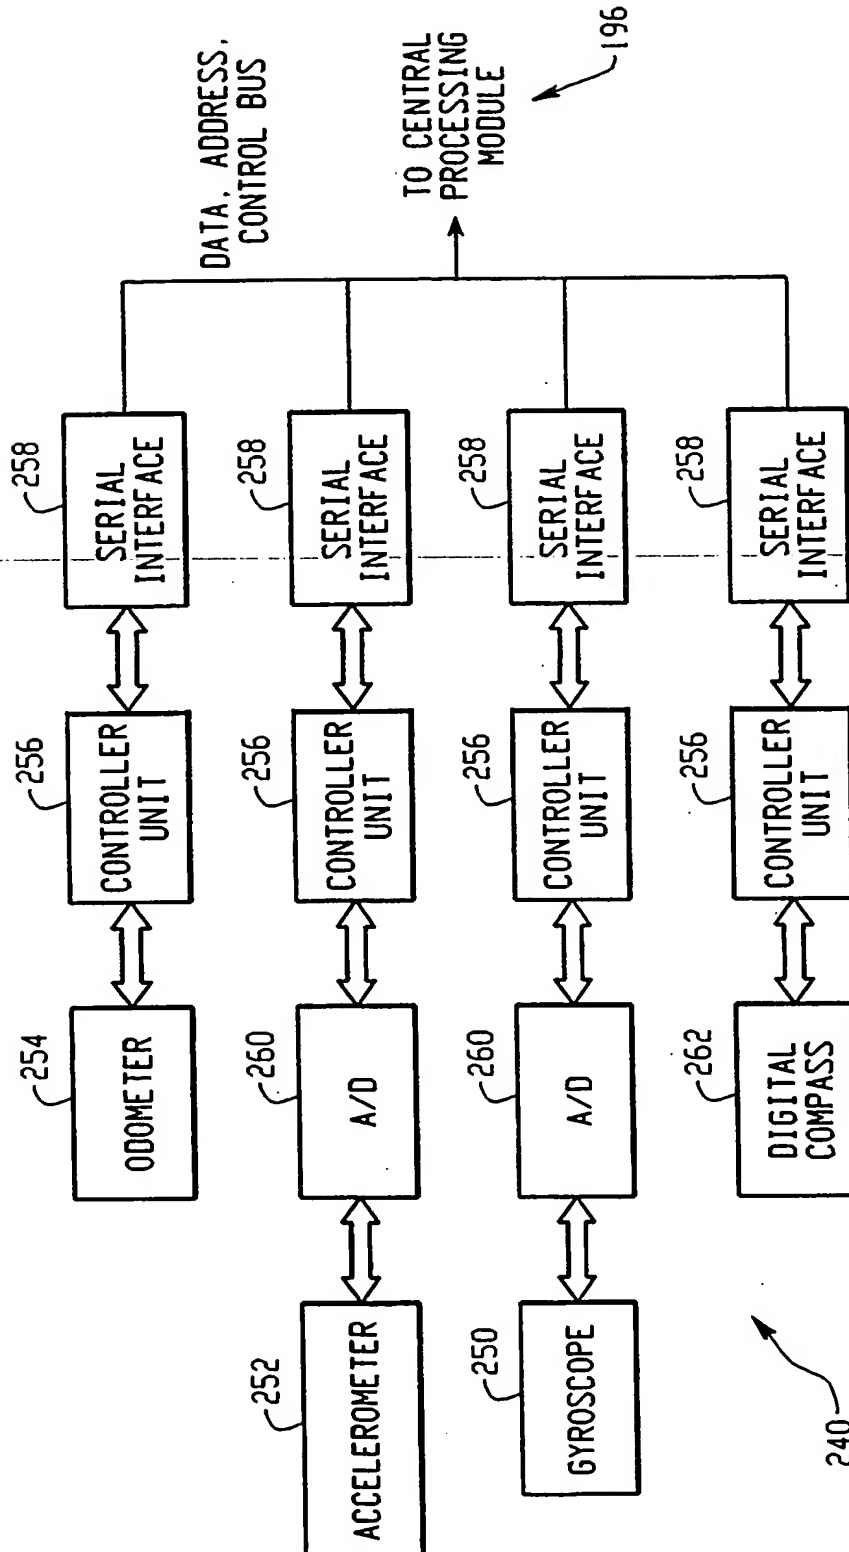 DATA, ADDRESS,
CONTROL BUS
TO CENTRAL
PROCESSING
MODULE
196
254
ODOMETER
256
CONTROLLER
UNIT
258
SERIAL
INTERFACE
252
ACCELEROMETER
260
A/D
256
CONTROLLER
UNIT
258
SERIAL
INTERFACE
250
GYROSCOPE
260
A/D
256
CONTROLLER
UNIT
258
SERIAL
INTERFACE
262
DIGITAL
COMPASS
256
CONTROLLER
UNIT
258
SERIAL
INTERFACE
240